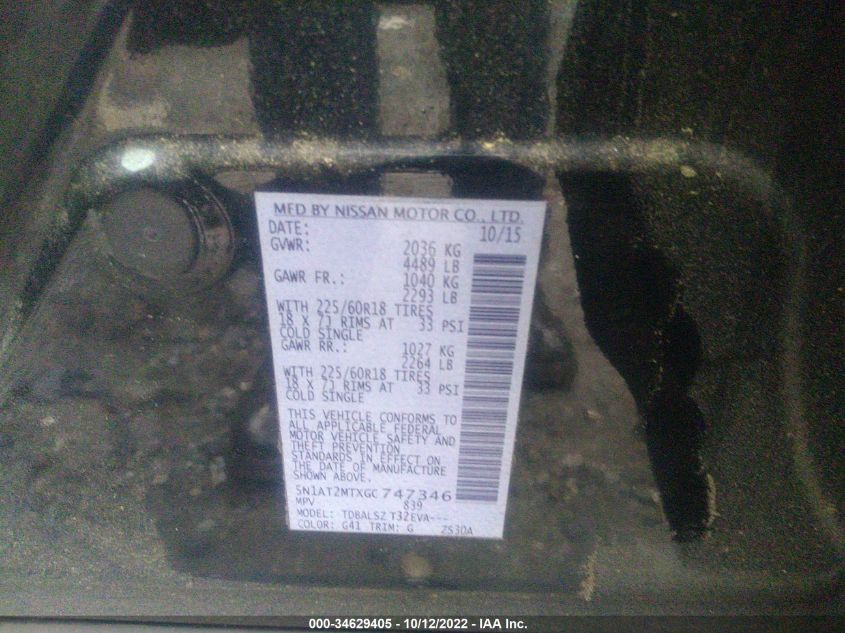 MFD BY NISSAN MOTOR CO., LTD.
DATE: 10/15
GVWR: 2036 KG
4489 LB
GAWR FR.: 1040 KG
2293 LB
WITH 225/60R18 TIRES
18 X 7J RIMS AT 33 PSI
COLD SINGLE
GAWR RR.: 1027 KG
2264 LB
WITH 225/60R18 TIRES
18 X 7J RIMS AT 33 PSI
COLD SINGLE
THIS VEHICLE CONFORMS TO
ALL APPLICABLE FEDERAL
MOTOR VEHICLE SAFETY AND
THEFT PREVENTION
STANDARDS IN EFFECT ON
THE DATE OF MANUFACTURE
SHOWN ABOVE.
5N1AT2MTXGC747346
MPV 839
MODEL: TDBALSZ T32EVA---
COLOR: G41 TRIM: G ZS30A
000-34629405 - 10/12/2022 - IAA Inc.